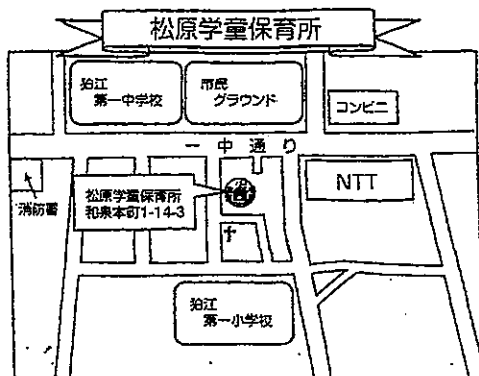 松原学童保育所
狛江
第一中学校
市民
グラウンド
コンビニ
一中通り
消防署
松原学童保育所
和泉本町1-14-3
NTT
狛江
第一小学校